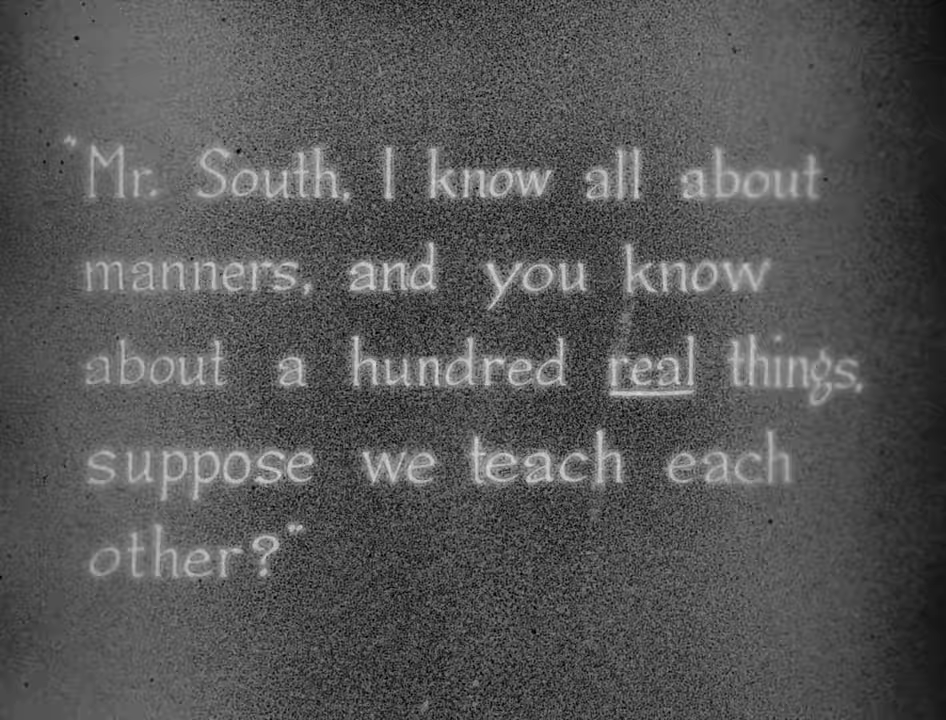 "Mr. South, I know all about
manners, and you know
about a hundred real things,
suppose we teach each
other?"